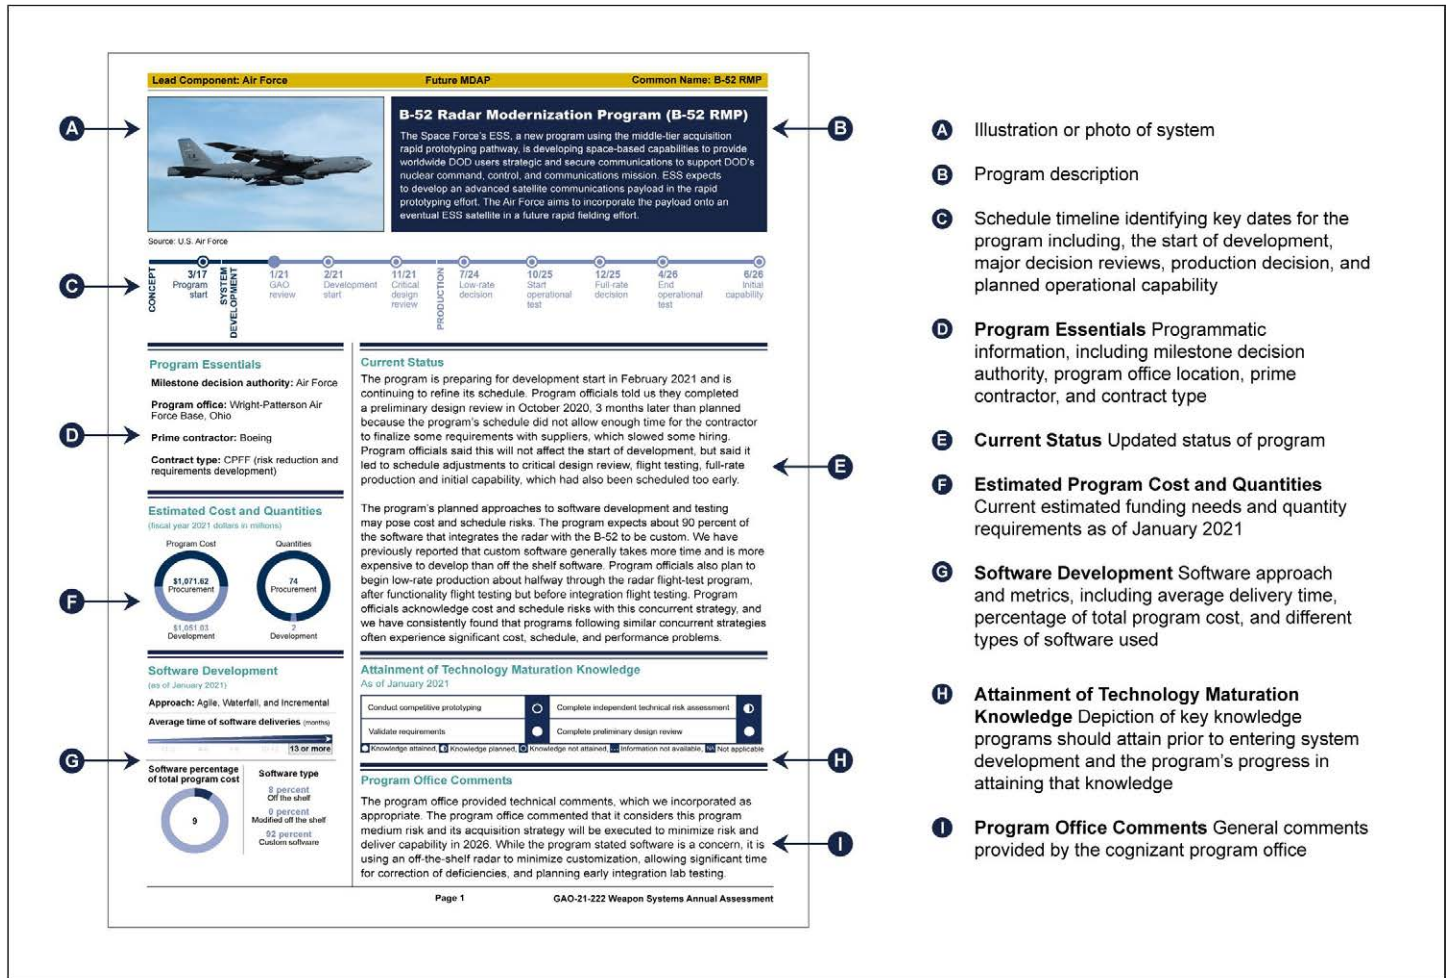 Lead Component: Air Force Future MDAP Common Name: B-52 RMP
A
B-52 Radar Modernization Program (B-52 RMP)
The Space Force's ESS, a new program using the middle-tier acquisition
rapid prototyping pathway, is developing space-based capabilities to provide
worldwide DOD users strategic and secure communications to support DOD's
nuclear command, control, and communications mission. ESS expects
to develop an advanced satellite communications payload in the rapid
prototyping effort. The Air Force aims to incorporate the payload onto an
eventual ESS satellite in a future rapid fielding effort.
B
Source: U.S. Air Force
C
CONCEPT
3/17
Program
start
SYSTEM
DEVELOPMENT
1/21
GAO
review
2/21
Development
start
11/21
Critical
design
review
PRODUCTION
7/24
Low-rate
decision
10/25
Start
operational
test
12/25
Full-rate
decision
4/26
End
operational
test
6/26
Initial
capability
D
Program Essentials
Milestone decision authority: Air Force
Program office: Wright-Patterson Air
Force Base, Ohio
Prime contractor: Boeing
Contract type: CPFF (risk reduction and
requirements development)
F
Estimated Cost and Quantities
(fiscal year 2021 dollars in millions)
Program Cost
$1,071.62
Procurement
$1,051.03
Development
Quantities
74
Procurement
2
Development
G
Software Development
(as of January 2021)
Approach: Agile, Waterfall, and Incremental
Average time of software deliveries (months)
13 or more
Software percentage
of total program cost
9
Software type
8 percent
Off the shelf
0 percent
Modified off the shelf
92 percent
Custom software
Current Status
The program is preparing for development start in February 2021 and is
continuing to refine its schedule. Program officials told us they completed
a preliminary design review in October 2020, 3 months later than planned
because the program's schedule did not allow enough time for the contractor
to finalize some requirements with suppliers, which slowed some hiring.
Program officials said this will not affect the start of development, but said it
led to schedule adjustments to critical design review, flight testing, full-rate
production and initial capability, which had also been scheduled too early.
E
The program's planned approaches to software development and testing
may pose cost and schedule risks. The program expects about 90 percent of
the software that integrates the radar with the B-52 to be custom. We have
previously reported that custom software generally takes more time and is more
expensive to develop than off the shelf software. Program officials also plan to
begin low-rate production about halfway through the radar flight-test program,
after functionality flight testing but before integration flight testing. Program
officials acknowledge cost and schedule risks with this concurrent strategy, and
we have consistently found that programs following similar concurrent strategies
often experience significant cost, schedule, and performance problems.
Attainment of Technology Maturation Knowledge
As of January 2021
Conduct competitive prototyping
Complete independent technical risk assessment
Validate requirements
Complete preliminary design review
Knowledge attained, Knowledge planned, Knowledge not attained, ... Information not available, NA Not applicable
H
Program Office Comments
The program office provided technical comments, which we incorporated as
appropriate. The program office commented that it considers this program
medium risk and its acquisition strategy will be executed to minimize risk and
deliver capability in 2026. While the program stated software is a concern, it is
using an off-the-shelf radar to minimize customization, allowing significant time
for correction of deficiencies, and planning early integration lab testing.
I
Page 1 GAO-21-222 Weapon Systems Annual Assessment
A Illustration or photo of system
B Program description
C Schedule timeline identifying key dates for the
program including, the start of development,
major decision reviews, production decision, and
planned operational capability
D Program Essentials Programmatic
information, including milestone decision
authority, program office location, prime
contractor, and contract type
E Current Status Updated status of program
F Estimated Program Cost and Quantities
Current estimated funding needs and quantity
requirements as of January 2021
G Software Development Software approach
and metrics, including average delivery time,
percentage of total program cost, and different
types of software used
H Attainment of Technology Maturation
Knowledge Depiction of key knowledge
programs should attain prior to entering system
development and the program's progress in
attaining that knowledge
I Program Office Comments General comments
provided by the cognizant program office